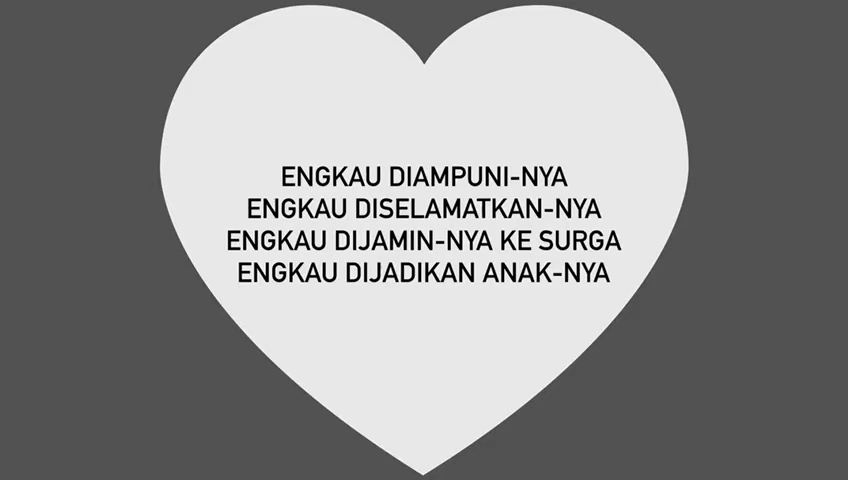 ENGKAU DIAMPUNI-NYA
ENGKAU DISELAMATKAN-NYA
ENGKAU DIJAMIN-NYA KE SURGA
ENGKAU DIJADIKAN ANAK-NYA